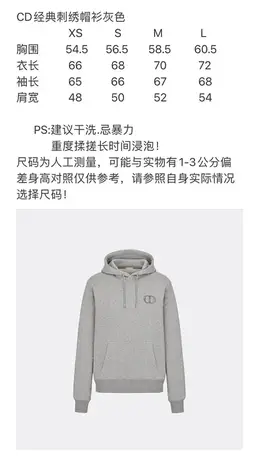 CD经典刺绣帽衫灰色
XS S M L
胸围 54.5 56.5 58.5 60.5
衣长 66 68 70 72
袖长 65 66 67 68
肩宽 48 50 52 54
PS:建议干洗.忌暴力
重度揉搓长时间浸泡!
尺码为人工测量，可能与实物有1-3公分偏
差身高对照仅供参考，请参照自身实际情况
选择尺码!
CD